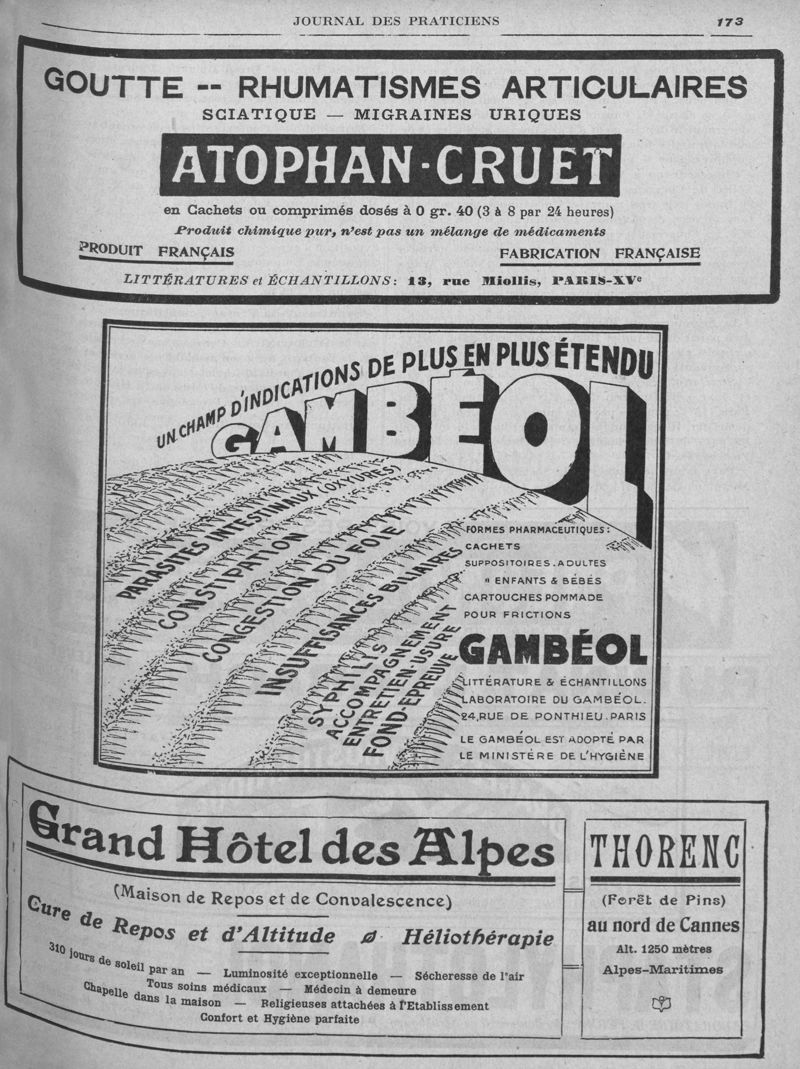 JOURNAL DES PRATICIENS 173
GOUTTE -- RHUMATISMES ARTICULAIRES
SCIATIQUE — MIGRAINES URIQUES
ATOPHAN-CRUET
en Cachets ou comprimés dosés à 0 gr. 40 (3 à 8 par 24 heures)
Produit chimique pur, n'est pas un mélange de médicaments
PRODUIT FRANÇAIS FABRICATION FRANÇAISE
LITTÉRATURES et ÉCHANTILLONS: 13, rue Miollis, PARIS-XVe
UN CHAMP D'INDICATIONS DE PLUS EN PLUS ÉTENDU
GAMBÉOL
PARASITES INTESTINAUX (OXYURES)
CONSTIPATION
CONGESTION DU FOIE
INSUFFISANCES BILIAIRES
SYPHILIS
ACCOMPAGNEMENT
ENTRETIEN-USURE
FOND-EPREUVE
FORMES PHARMACEUTIQUES:
CACHETS
SUPPOSITOIRES.ADULTES
" ENFANTS & BÉBÉS
CARTOUCHES POMMADE
POUR FRICTIONS
GAMBÉOL
LITTÉRATURE & ÉCHANTILLONS
LABORATOIRE DU GAMBÉOL.
24,RUE DE PONTHIEU.PARIS
LE GAMBÉOL EST ADOPTÉ PAR
LE MINISTÈRE DE L'HYGIÈNE
Grand Hôtel des Alpes
(Maison de Repos et de Convalescence)
Cure de Repos et d'Altitude Héliothérapie
310 jours de soleil par an — Luminosité exceptionnelle — Sécheresse de l'air
Tous soins médicaux — Médecin à demeure
Chapelle dans la maison — Religieuses attachées à l'Etablissement
Confort et Hygiène parfaite
THORENC
(Forêt de Pins)
au nord de Cannes
Alt. 1250 mètres
Alpes-Maritimes